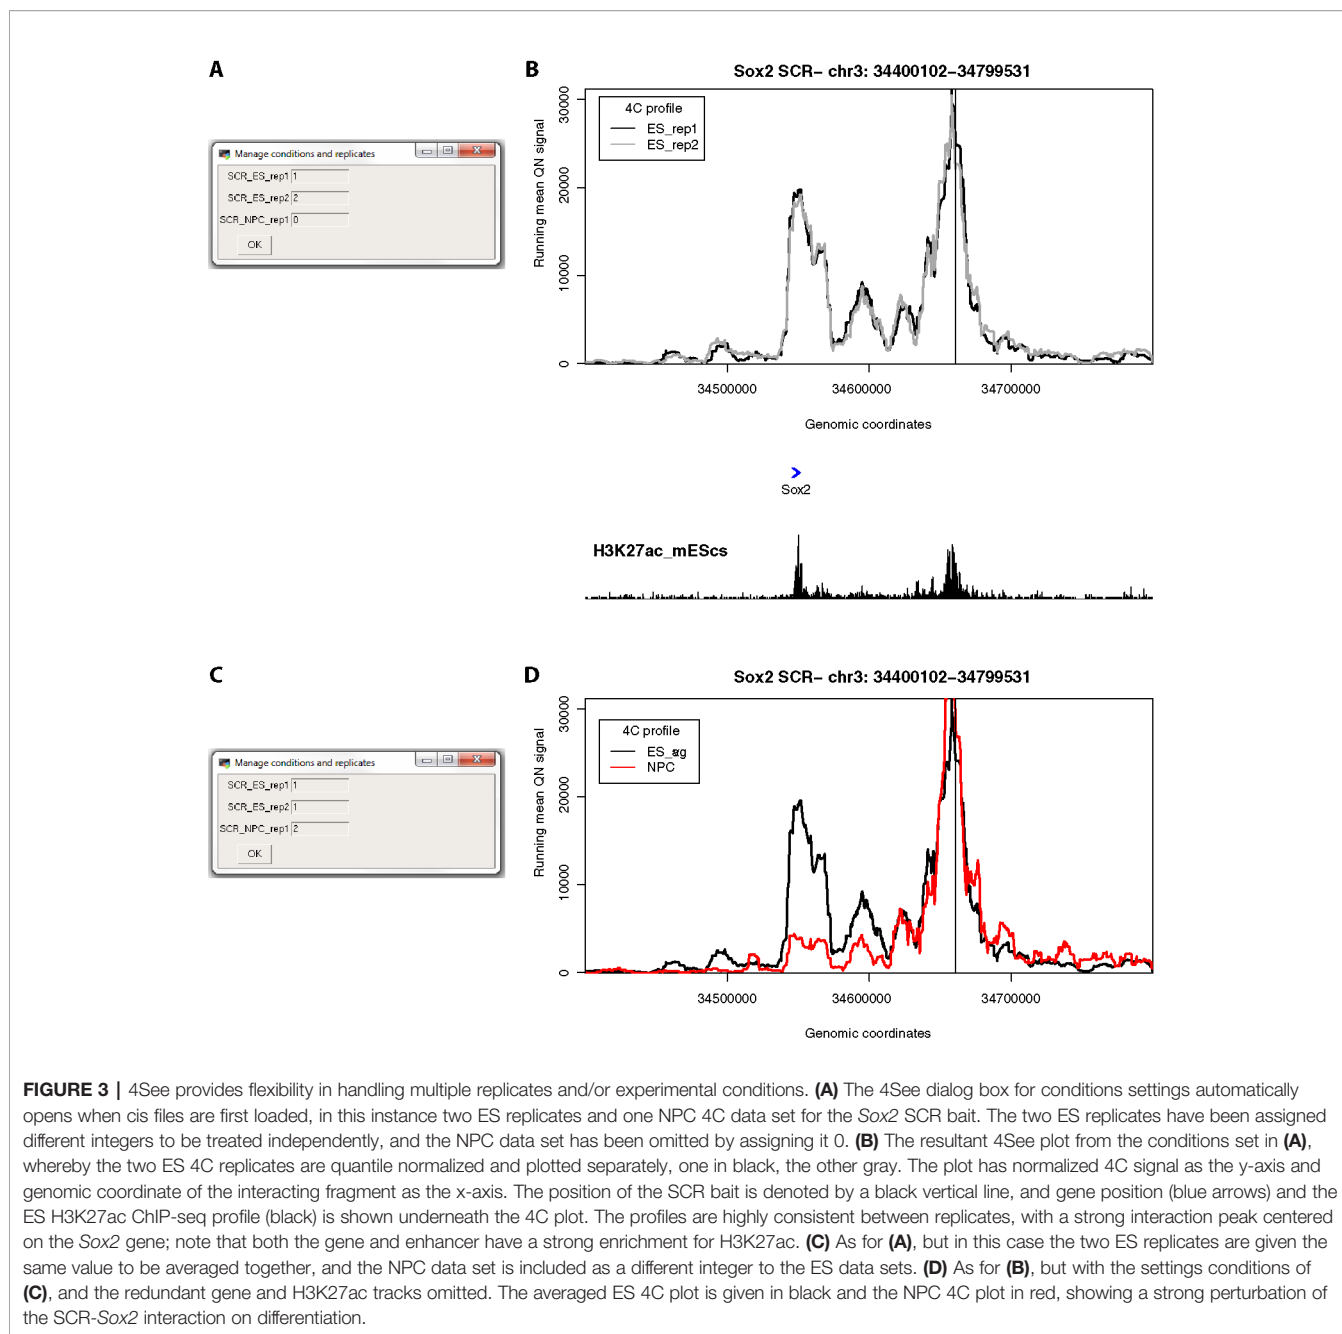 A
Manage conditions and replicates
SCR_ES_rep1 1
SCR_ES_rep2 2
SCR_NPC_rep1 0
OK
B
Sox2 SCR− chr3: 34400102−34799531
4C profile
ES_rep1
ES_rep2
Running mean QN signal
30000
20000
10000
0
34500000 34600000 34700000
Genomic coordinates
Sox2
H3K27ac_mEScs
C
Manage conditions and replicates
SCR_ES_rep1 1
SCR_ES_rep2 1
SCR_NPC_rep1 2
OK
D
Sox2 SCR− chr3: 34400102−34799531
4C profile
NPC
Running mean QN signal
30000
20000
10000
0
34500000 34600000 34700000
Genomic coordinates
FIGURE 3 | 4See provides flexibility in handling multiple replicates and/or experimental conditions. (A) The 4See dialog box for conditions settings automatically
opens when cis files are first loaded, in this instance two ES replicates and one NPC 4C data set for the Sox2 SCR bait. The two ES replicates have been assigned
different integers to be treated independently, and the NPC data set has been omitted by assigning it 0. (B) The resultant 4See plot from the conditions set in (A),
whereby the two ES 4C replicates are quantile normalized and plotted separately, one in black, the other gray. The plot has normalized 4C signal as the y-axis and
genomic coordinate of the interacting fragment as the x-axis. The position of the SCR bait is denoted by a black vertical line, and gene position (blue arrows) and the
ES H3K27ac ChIP-seq profile (black) is shown underneath the 4C plot. The profiles are highly consistent between replicates, with a strong interaction peak centered
on the Sox2 gene; note that both the gene and enhancer have a strong enrichment for H3K27ac. (C) As for (A), but in this case the two ES replicates are given the
same value to be averaged together, and the NPC data set is included as a different integer to the ES data sets. (D) As for (B), but with the settings conditions of
(C), and the redundant gene and H3K27ac tracks omitted. The averaged ES 4C plot is given in black and the NPC 4C plot in red, showing a strong perturbation of
the SCR-Sox2 interaction on differentiation.